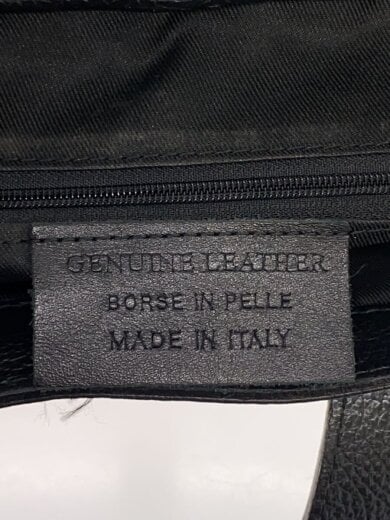 GENUINE LEATHER
BORSE IN PELLE
MADE IN ITALY